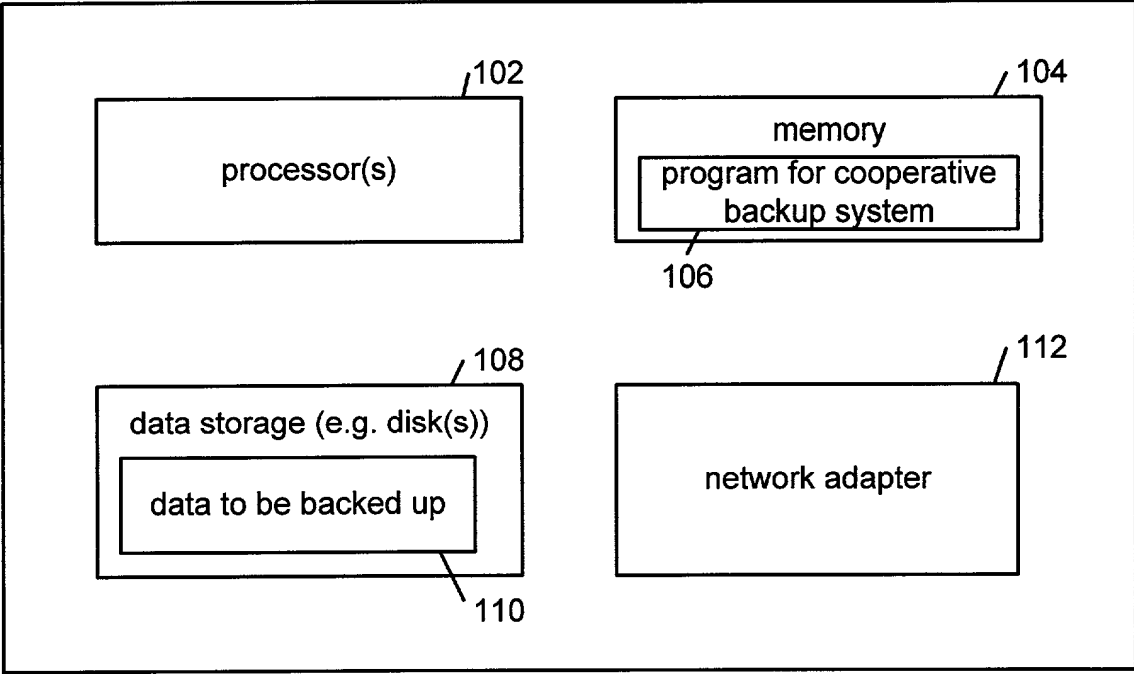 102
processor(s)
104
memory
program for cooperative
backup system
106
108
data storage (e.g. disk(s))
data to be backed up
110
112
network adapter